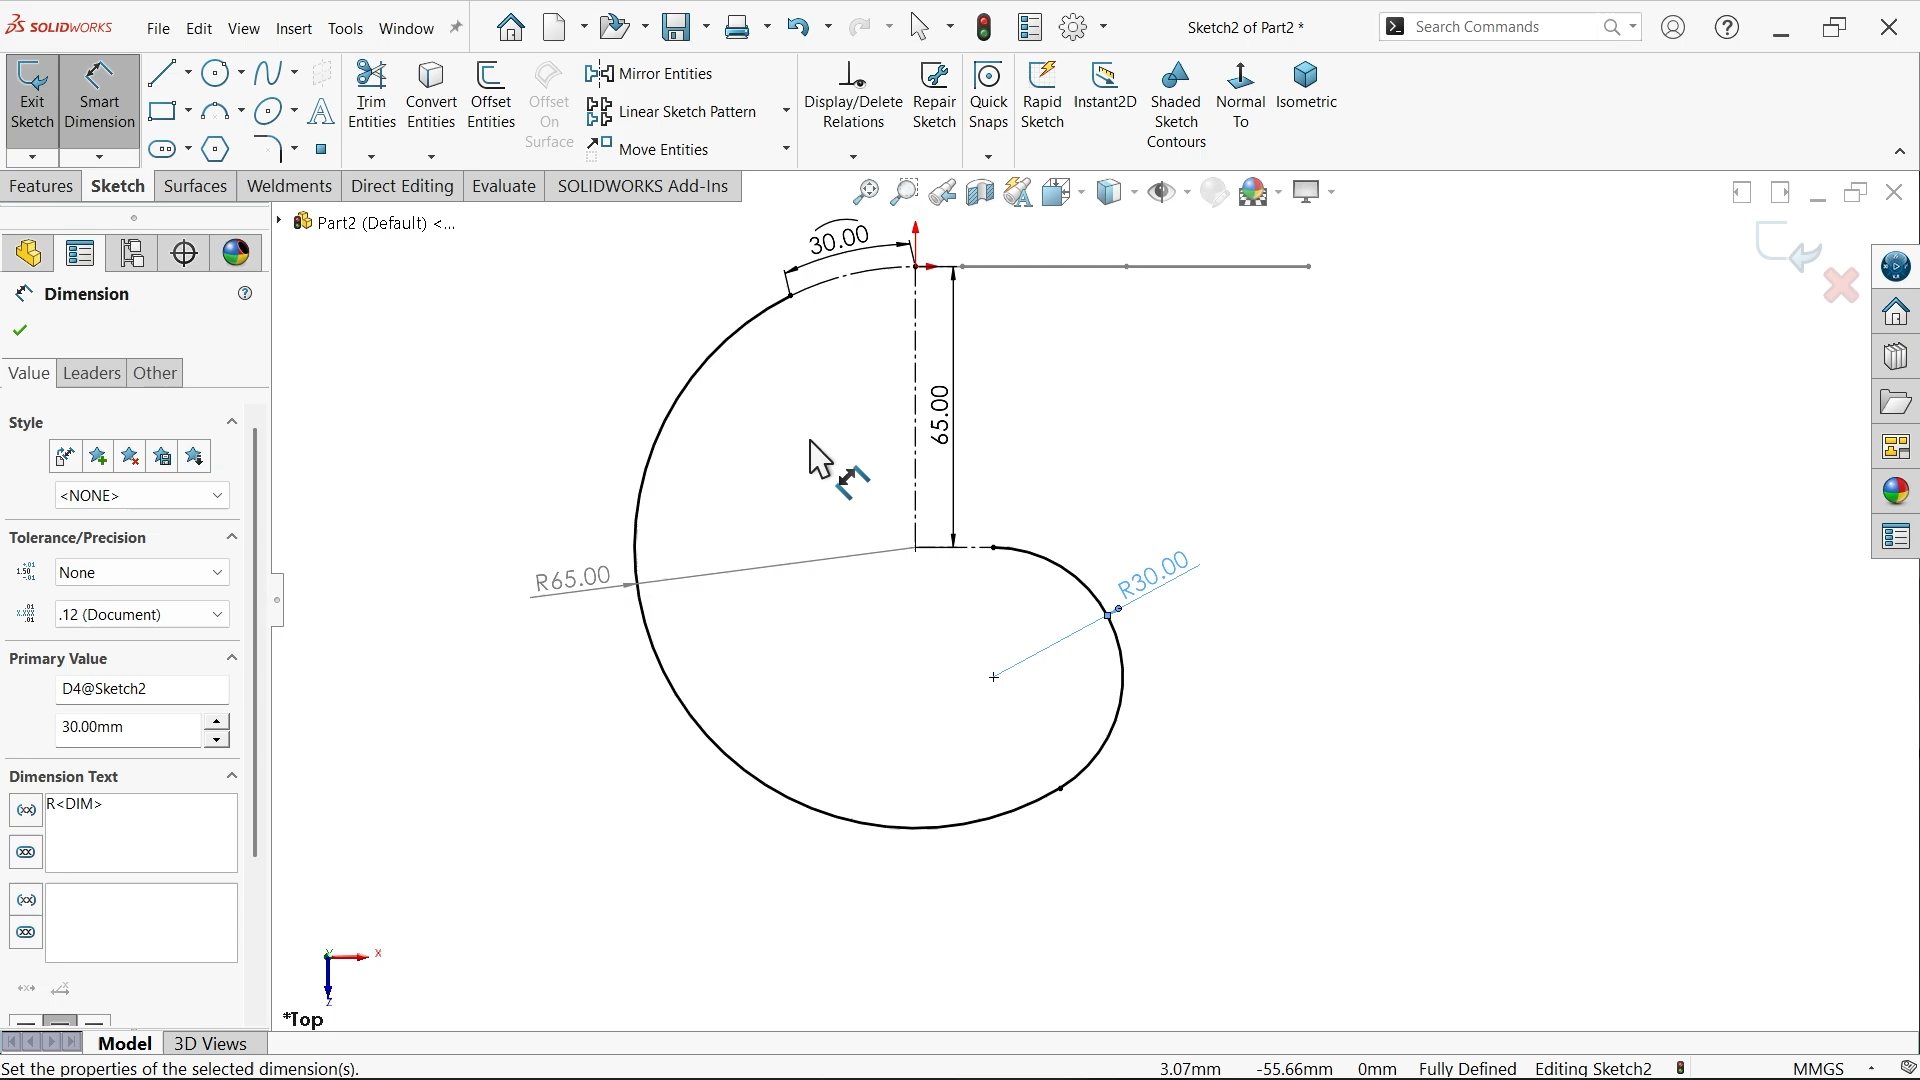 SOLIDWORKS File Edit View Insert Tools Window Sketch2 of Part2 * Search Commands
Exit Sketch
Smart Dimension
Trim Entities
Convert Entities
Offset Entities
Offset On Surface
Mirror Entities
Linear Sketch Pattern
Move Entities
Display/Delete Relations
Repair Sketch
Quick Snaps
Rapid Sketch
Instant2D
Shaded Sketch Contours
Normal To
Isometric
Features Sketch Surfaces Weldments Direct Editing Evaluate SOLIDWORKS Add-Ins
Part2 (Default) <...
Dimension
Value Leaders Other
Style
<NONE>
Tolerance/Precision
None
.12 (Document)
Primary Value
D4@Sketch2
30.00mm
Dimension Text
R<DIM>
30.00
65.00
R65.00
R30.00
Y
X
Z
*Top
Model 3D Views
Set the properties of the selected dimension(s). 3.07mm -55.66mm 0mm Fully Defined Editing Sketch2 MMGS